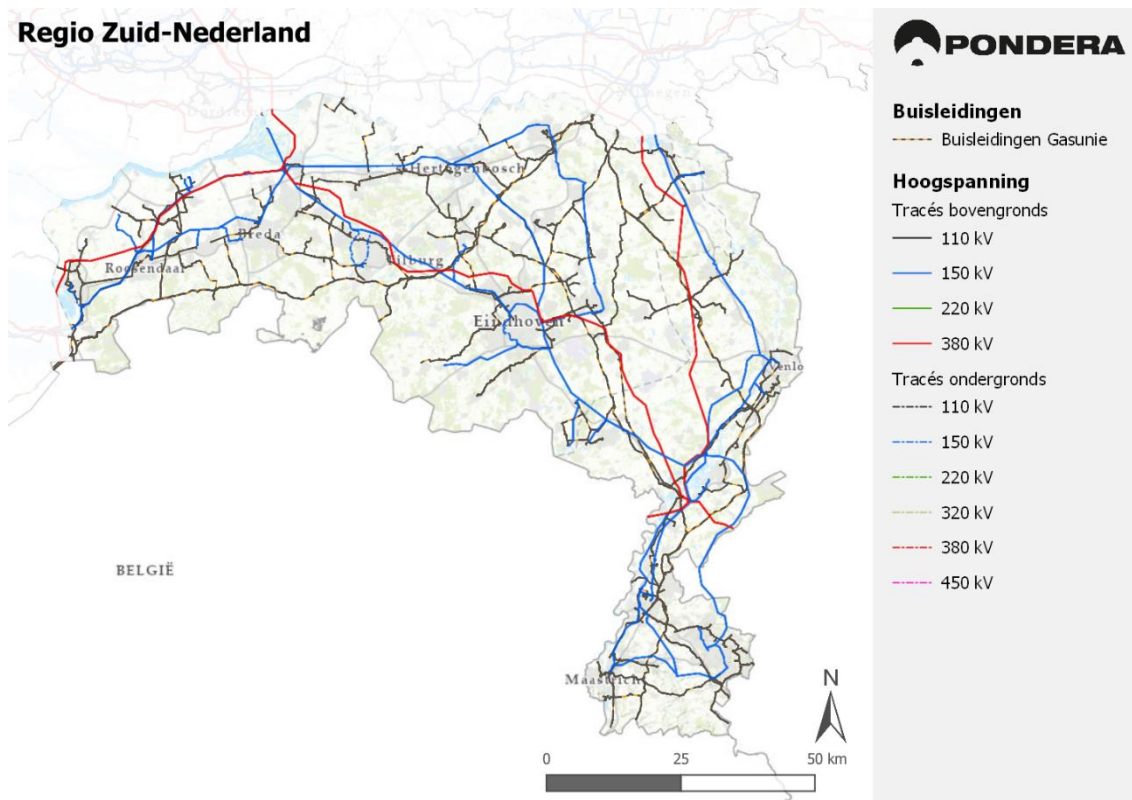 Regio Zuid-Nederland
Hertogenbosch
Breda
Roosendaal
Tilburg
Eindhoven
Venlo
BELGIË
Maastrich
N
0 25 50 km
PONDERA
Buisleidingen
Buisleidingen Gasunie
Hoogspanning
Tracés bovengronds
110 kV
150 kV
220 kV
380 kV
Tracés ondergronds
110 kV
150 kV
220 kV
320 kV
380 kV
450 kV